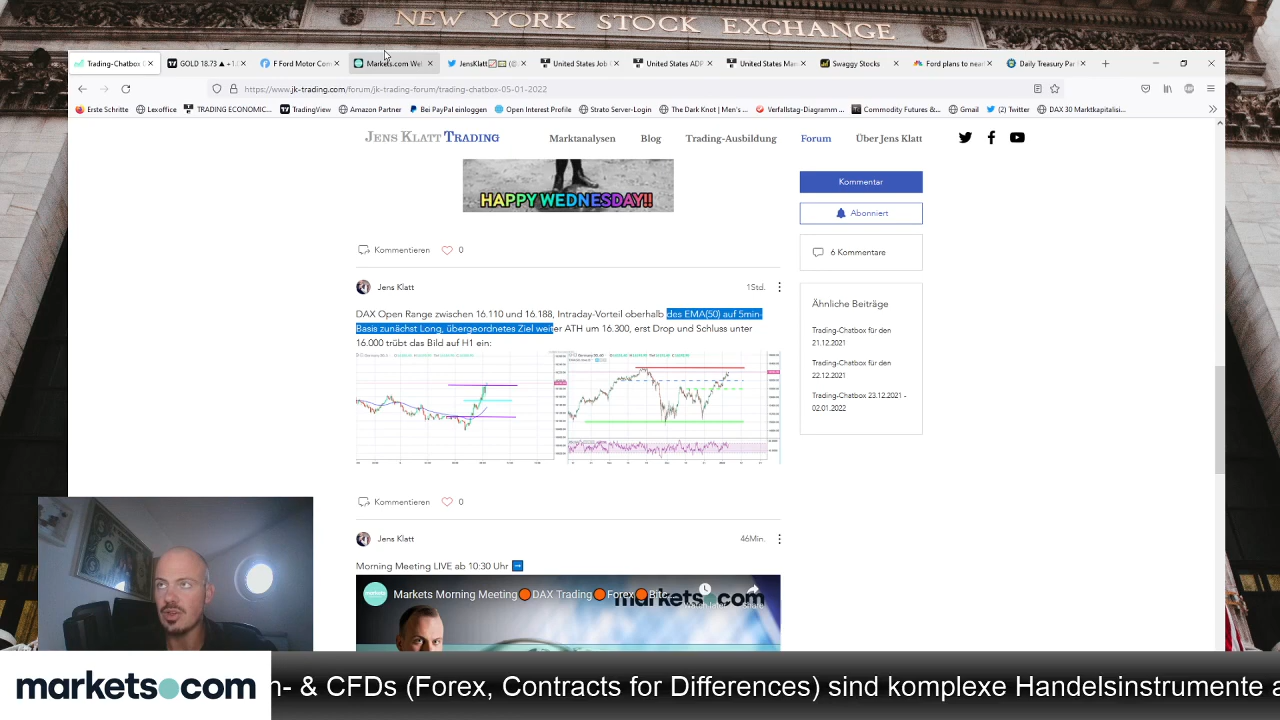 NEW YORK STOCK EXCHANGE
Trading-Chatbox
GOLD 18.73
F Ford Motor Con
Markets.com We
JensKlatt
United States Job
United States ADP
United States Man
Swaggy Stocks
Ford plans to near
Daily Treasury Par
https://www.jk-trading.com/forum/jk-trading-forum/trading-chatbox-05-01-2022
Erste Schritte
Lexoffice
TRADING ECONOMIC...
TradingView
Amazon Partner
Bei PayPal einloggen
Open Interest Profile
Strato Server-Login
The Dark Knot | Men's ...
Verfallstag-Diagramm ...
Commodity Futures &...
Gmail
(2) Twitter
DAX 30 Marktkapitalisi...
JENS KLATT TRADING
Marktanalysen
Blog
Trading-Ausbildung
Forum
Über Jens Klatt
HAPPY WEDNESDAY!!
Kommentar
Abonniert
6 Kommentare
Kommentieren
0
Ähnliche Beiträge
Trading-Chatbox für den
21.12.2021
Trading-Chatbox für den
22.12.2021
Trading-Chatbox 23.12.2021 -
02.01.2022
Jens Klatt
1Std.
DAX Open Range zwischen 16.110 und 16.188, Intraday-Vorteil oberhalb des EMA(50) auf 5min-
Basis zunächst Long, übergeordnetes Ziel weiter ATH um 16.300, erst Drop und Schluss unter
16.000 trübt das Bild auf H1 ein:
Kommentieren
0
Jens Klatt
46Min.
Morning Meeting LIVE ab 10:30 Uhr
Markets Morning Meeting DAX Trading Forex Bitc
markets.com
markets.com
n- & CFDs (Forex, Contracts for Differences) sind komplexe Handelsinstrumente a